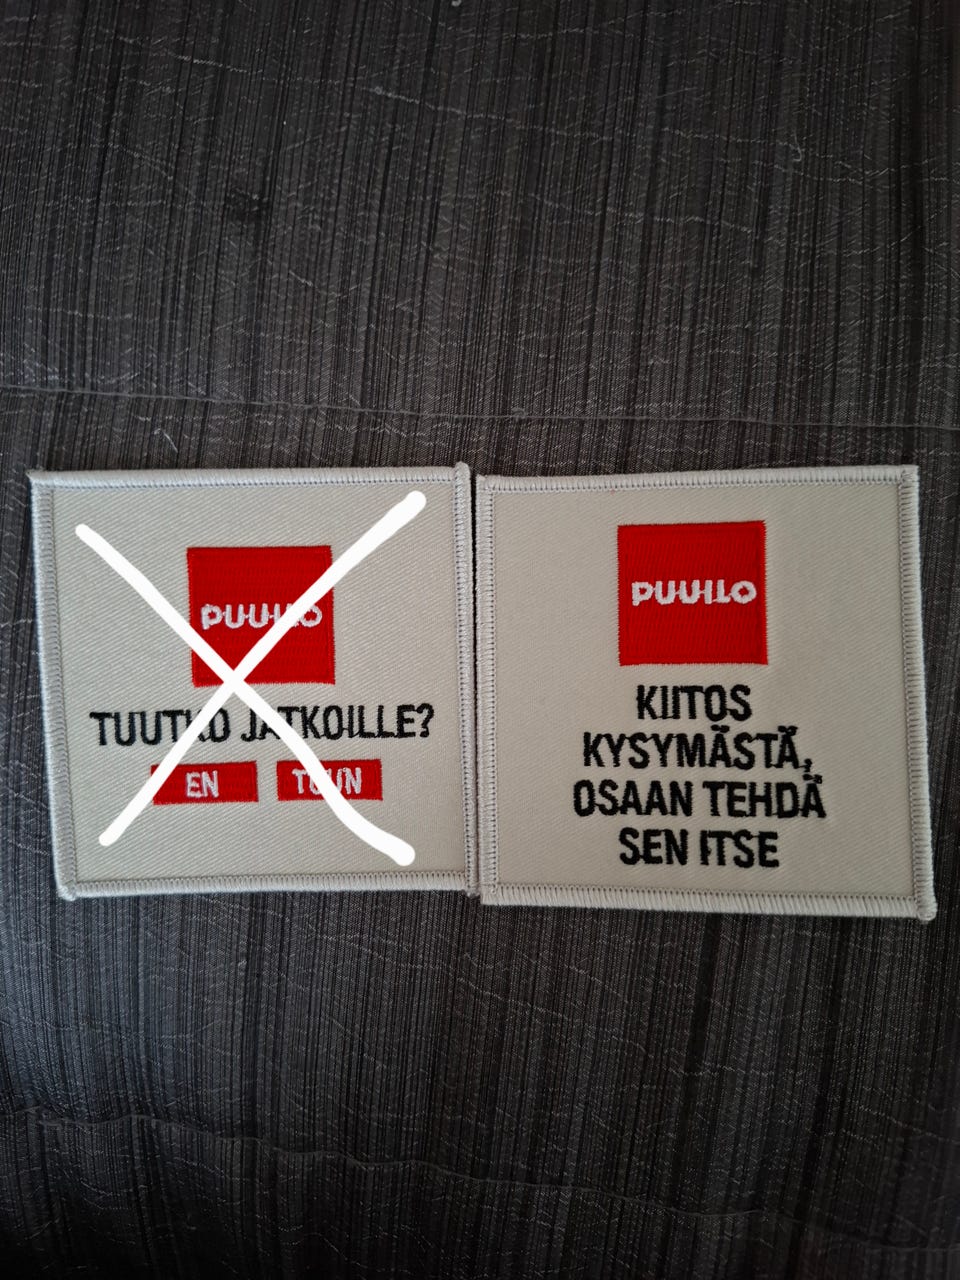 PUUILO
TUUTKO JATKOILLE?
EN
TUUN
PUUILO
KIITOS
KYSYMÄSTÄ,
OSAAN TEHDÄ
SEN ITSE